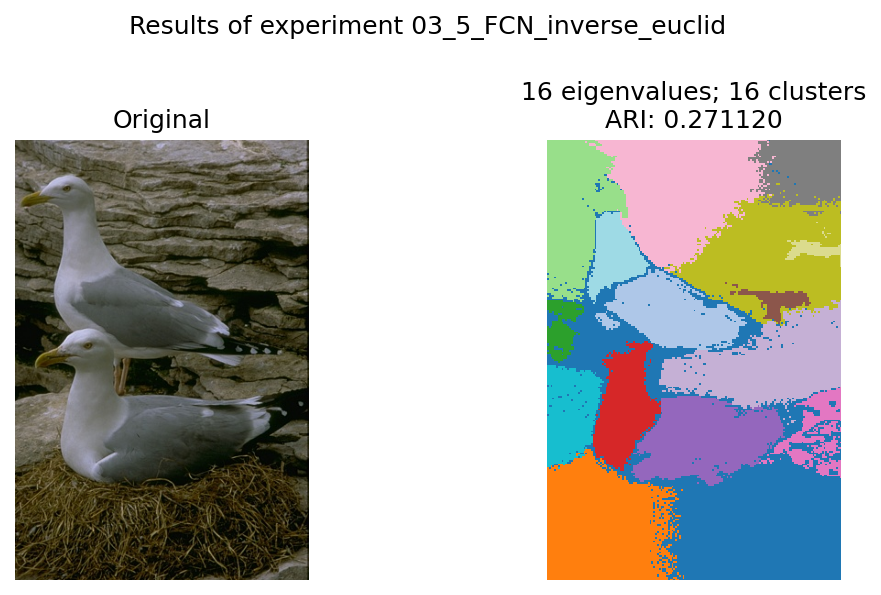 Results of experiment 03_5_FCN_inverse_euclid
Original
16 eigenvalues; 16 clusters
ARI: 0.271120